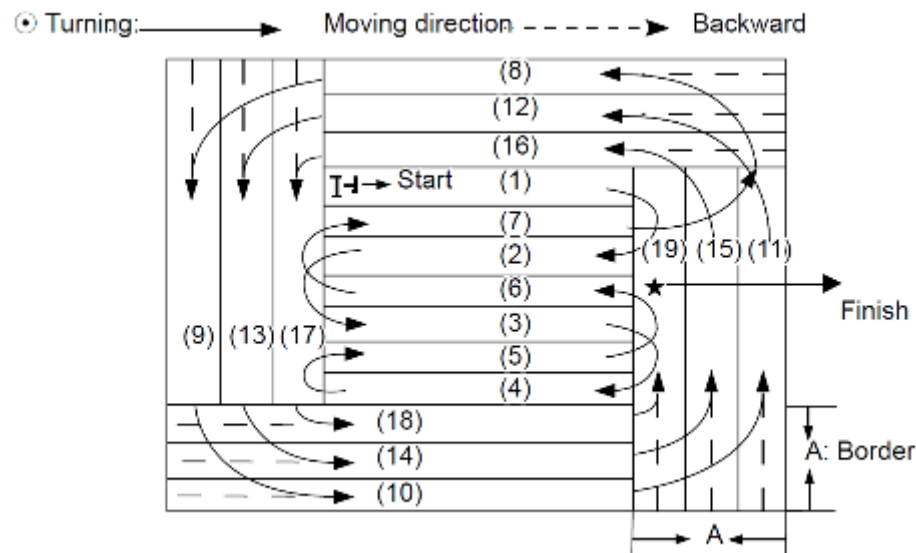 Turning: Moving direction Backward
(8)
(12)
(16)
Start (1)
(7)
(2) (19) (15) (11)
(6)
Finish
(9) (13) (17) (3)
(5)
(4)
(18)
(14) A: Border
(10)
A